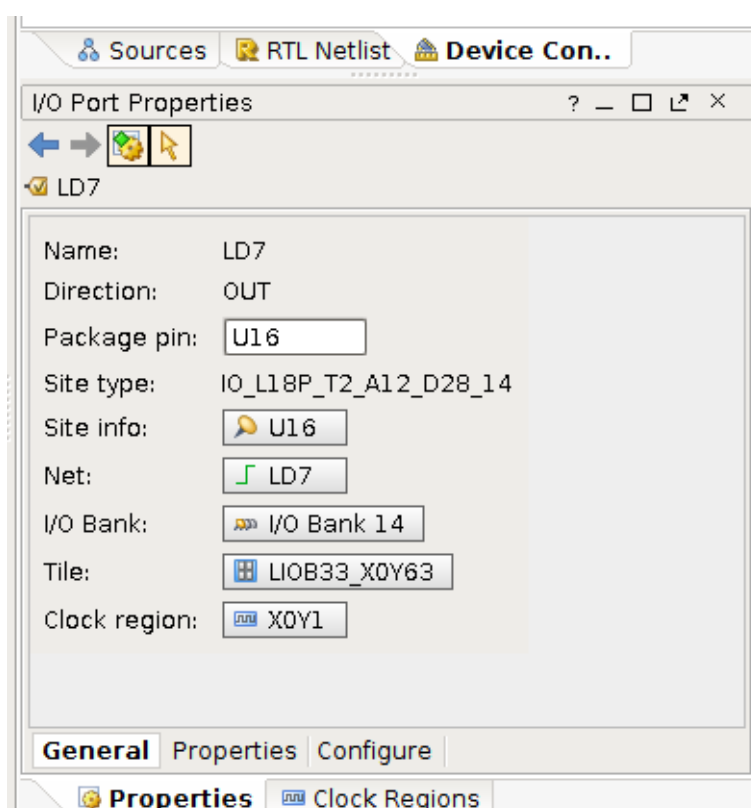 Sources RTL Netlist Device Con..
I/O Port Properties ?
LD7
Name: LD7
Direction: OUT
Package pin: U16
Site type: IO_L18P_T2_A12_D28_14
Site info: U16
Net: LD7
I/O Bank: I/O Bank 14
Tile: LIOB33_X0Y63
Clock region: X0Y1
General Properties Configure
Properties Clock Regions